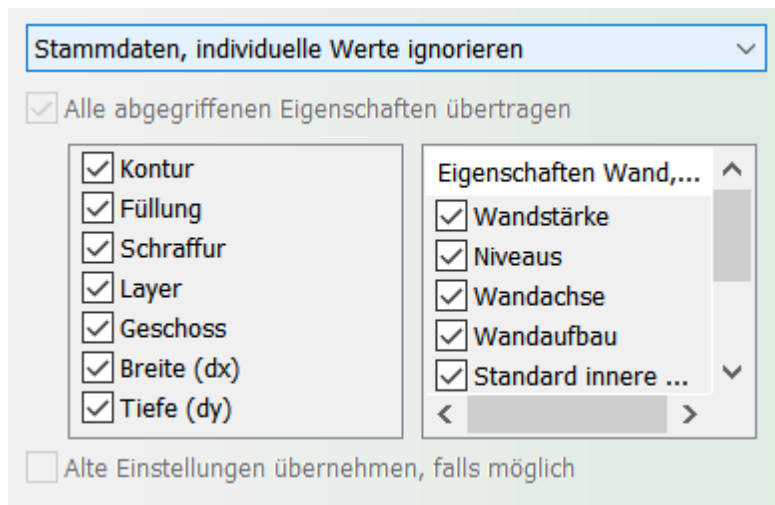 Stammdaten, individuelle Werte ignorieren
Alle abgegriffenen Eigenschaften übertragen
Kontur
Füllung
Schraffur
Layer
Geschoss
Breite (dx)
Tiefe (dy)
Eigenschaften Wand,...
Wandstärke
Niveaus
Wandachse
Wandaufbau
Standard innere ...
Alte Einstellungen übernehmen, falls möglich